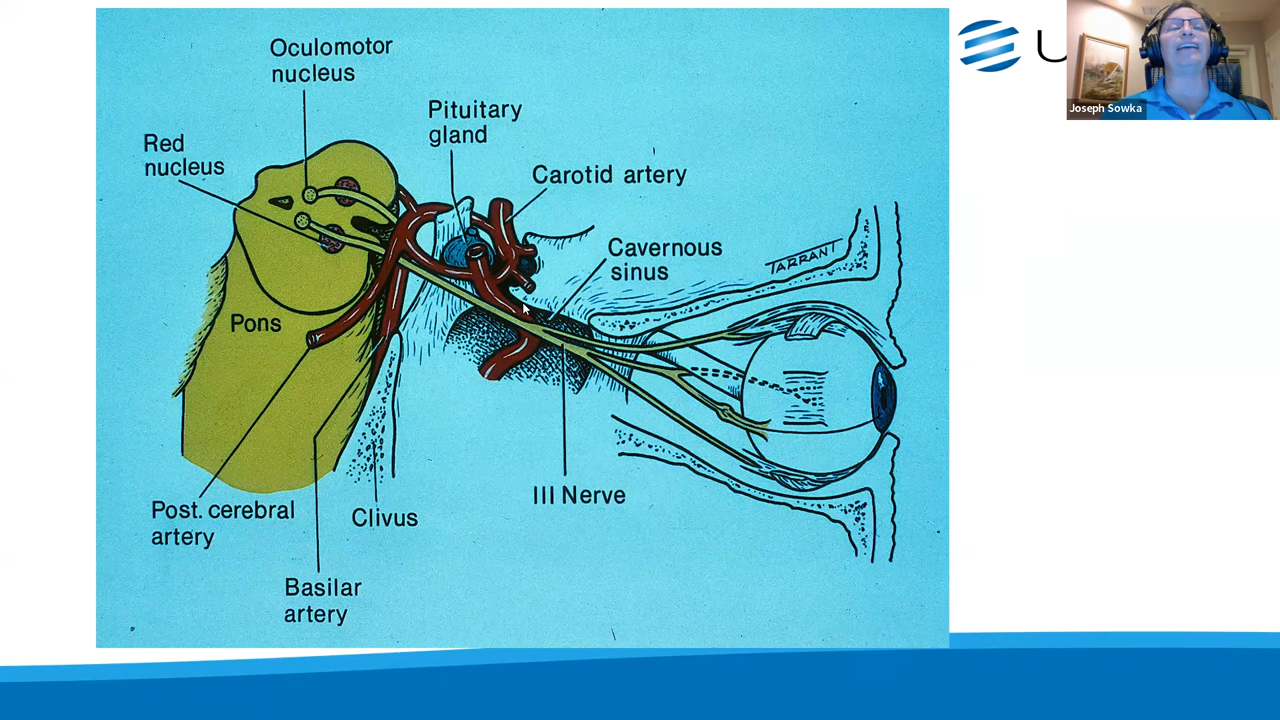 Oculomotor
nucleus
Pituitary
gland
Red
nucleus
Carotid artery
Cavernous
sinus
TARRANT
Pons
III Nerve
Post. cerebral
artery
Clivus
Basilar
artery
U
Joseph Sowka